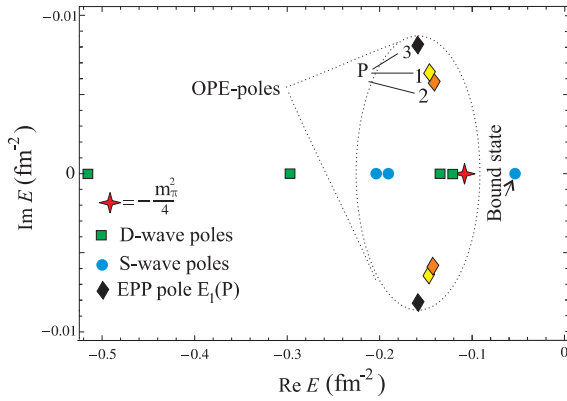 −0.01
3
P
1
2
OPE-poles
0
Im E (fm⁻²)
Bound state
= − m²π / 4
D-wave poles
S-wave poles
EPP pole E₁(P)
−0.01
−0.5 −0.4 −0.3 −0.2 −0.1 0
Re E (fm⁻²)